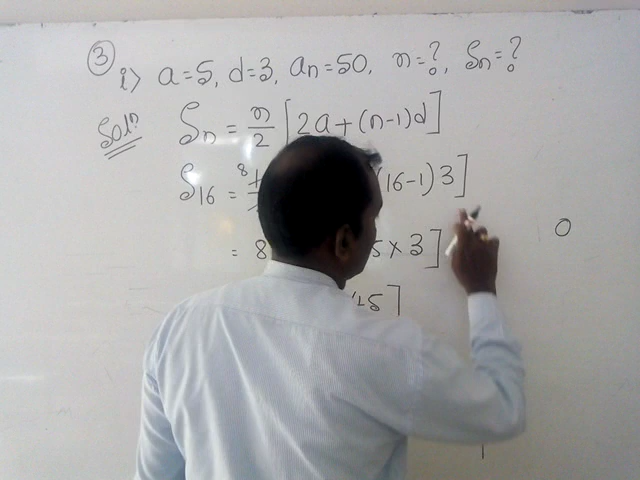 ③ i> a=5, d=3, an=50, n=?, Sn=?
Soln Sn = n/2 [2a+(n-1)d]
S16 = 8 (16-1)3]
= 8 5×3]
45]
0